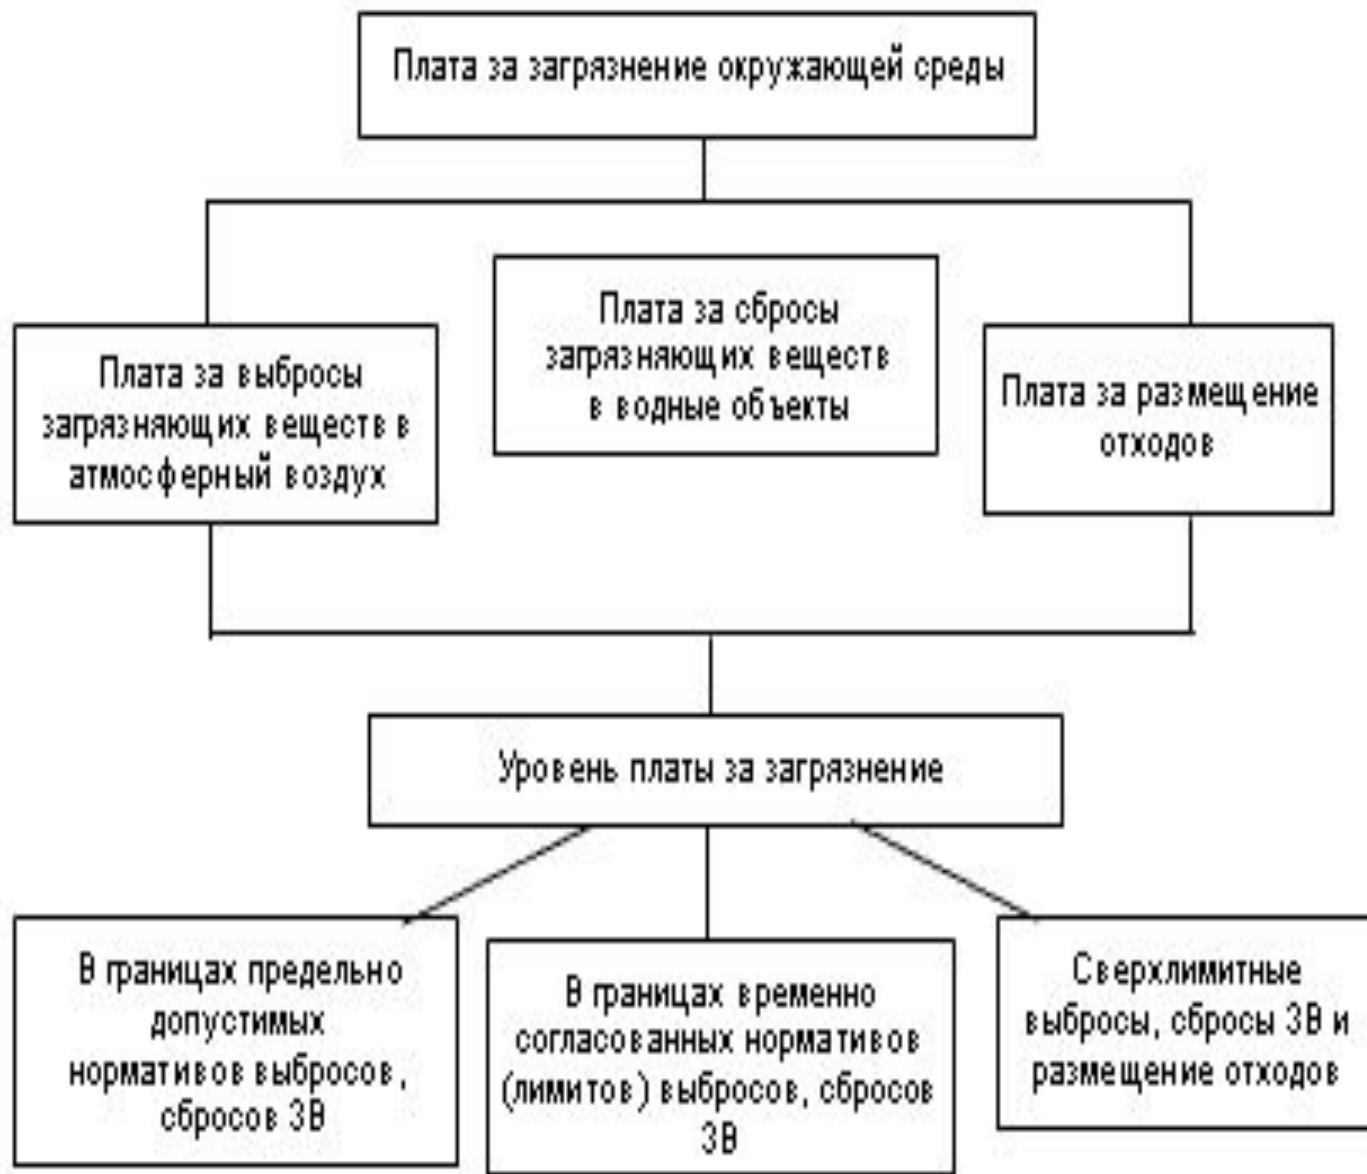 Плата за загрязнение окружающей среды
Плата за выбросы
загрязняющих веществ в
атмосферный воздух
Плата за сбросы
загрязняющих веществ
в водные объекты
Плата за размещение
отходов
Уровень платы за загрязнение
В границах предельно
допустимых
нормативов выбросов,
сбросов ЗВ
В границах временно
согласованных нормативов
(лимитов) выбросов, сбросов
ЗВ
Сверхлимитные
выбросы, сбросы ЗВ и
размещение отходов